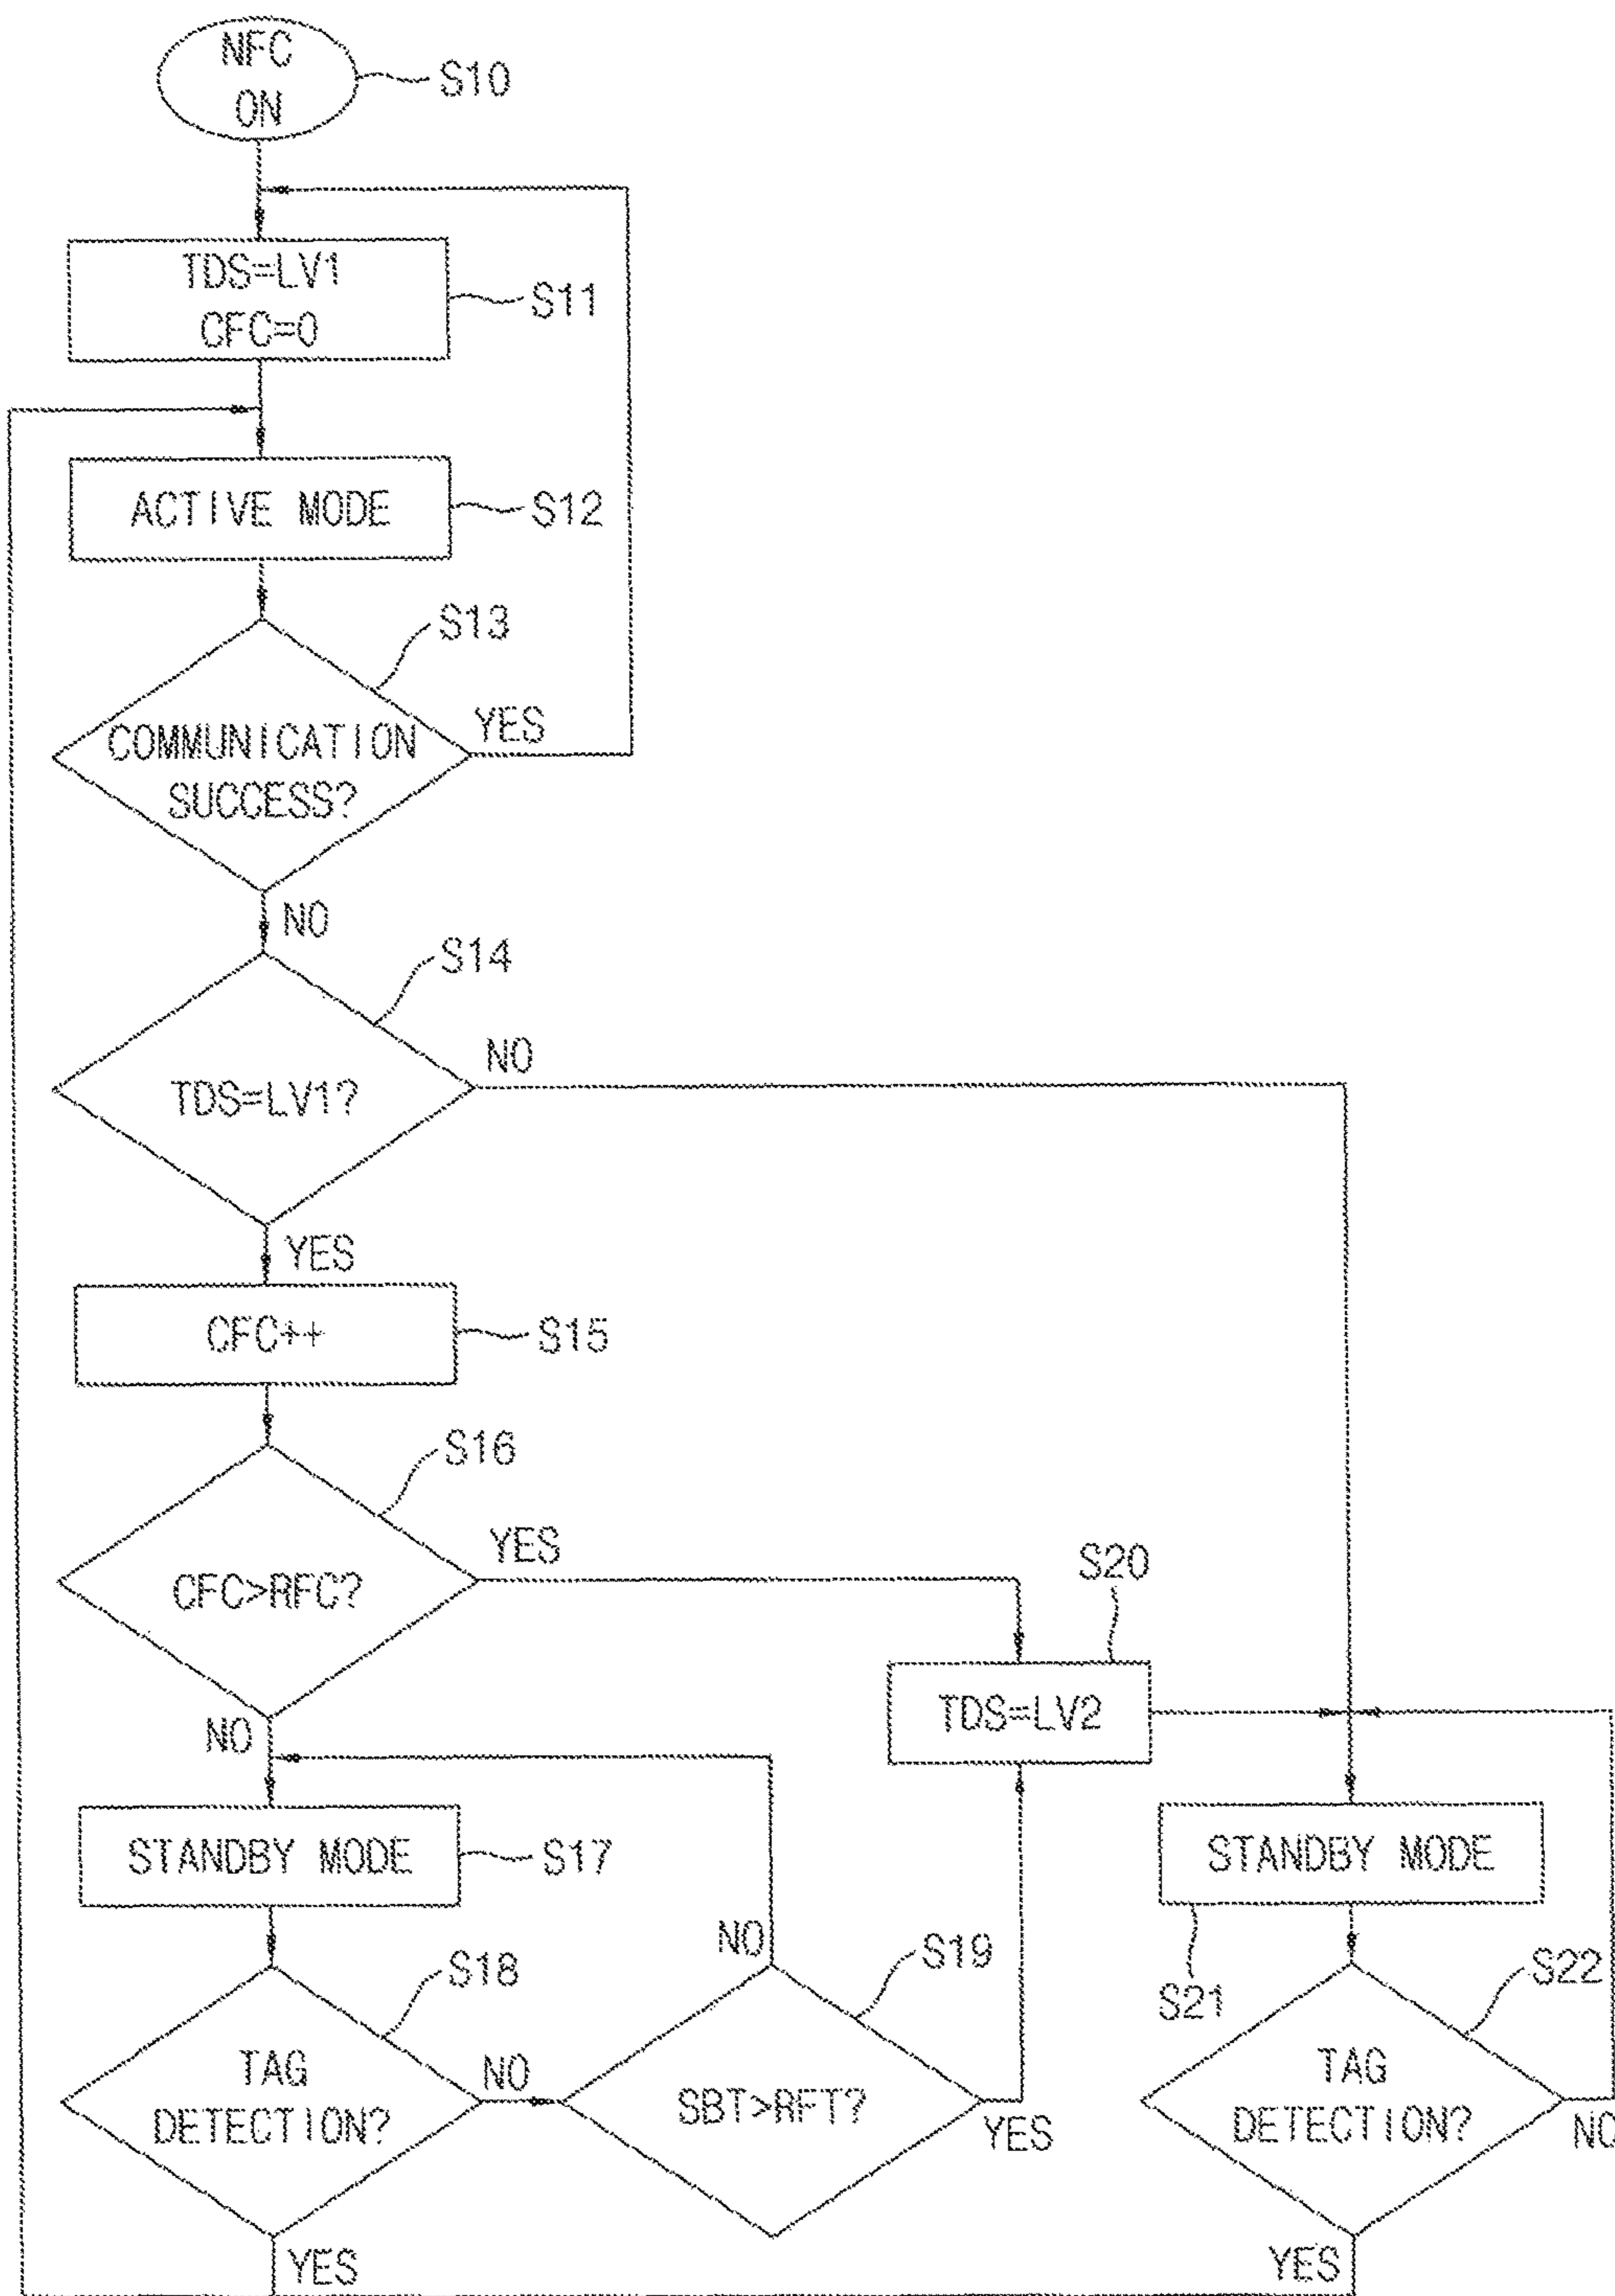 NFC
ON
S10
TDS=LV1
CFC=0
S11
ACTIVE MODE
S12
S13
COMMUNICATION
SUCCESS?
YES
NO
S14
TDS=LV1?
NO
YES
CFC++
S15
S16
CFC>RFC?
YES
NO
S20
TDS=LV2
STANDBY MODE
S17
STANDBY MODE
S21
S18
TAG
DETECTION?
NO
YES
NO
S19
SBT>RFT?
YES
S22
TAG
DETECTION?
NO
YES